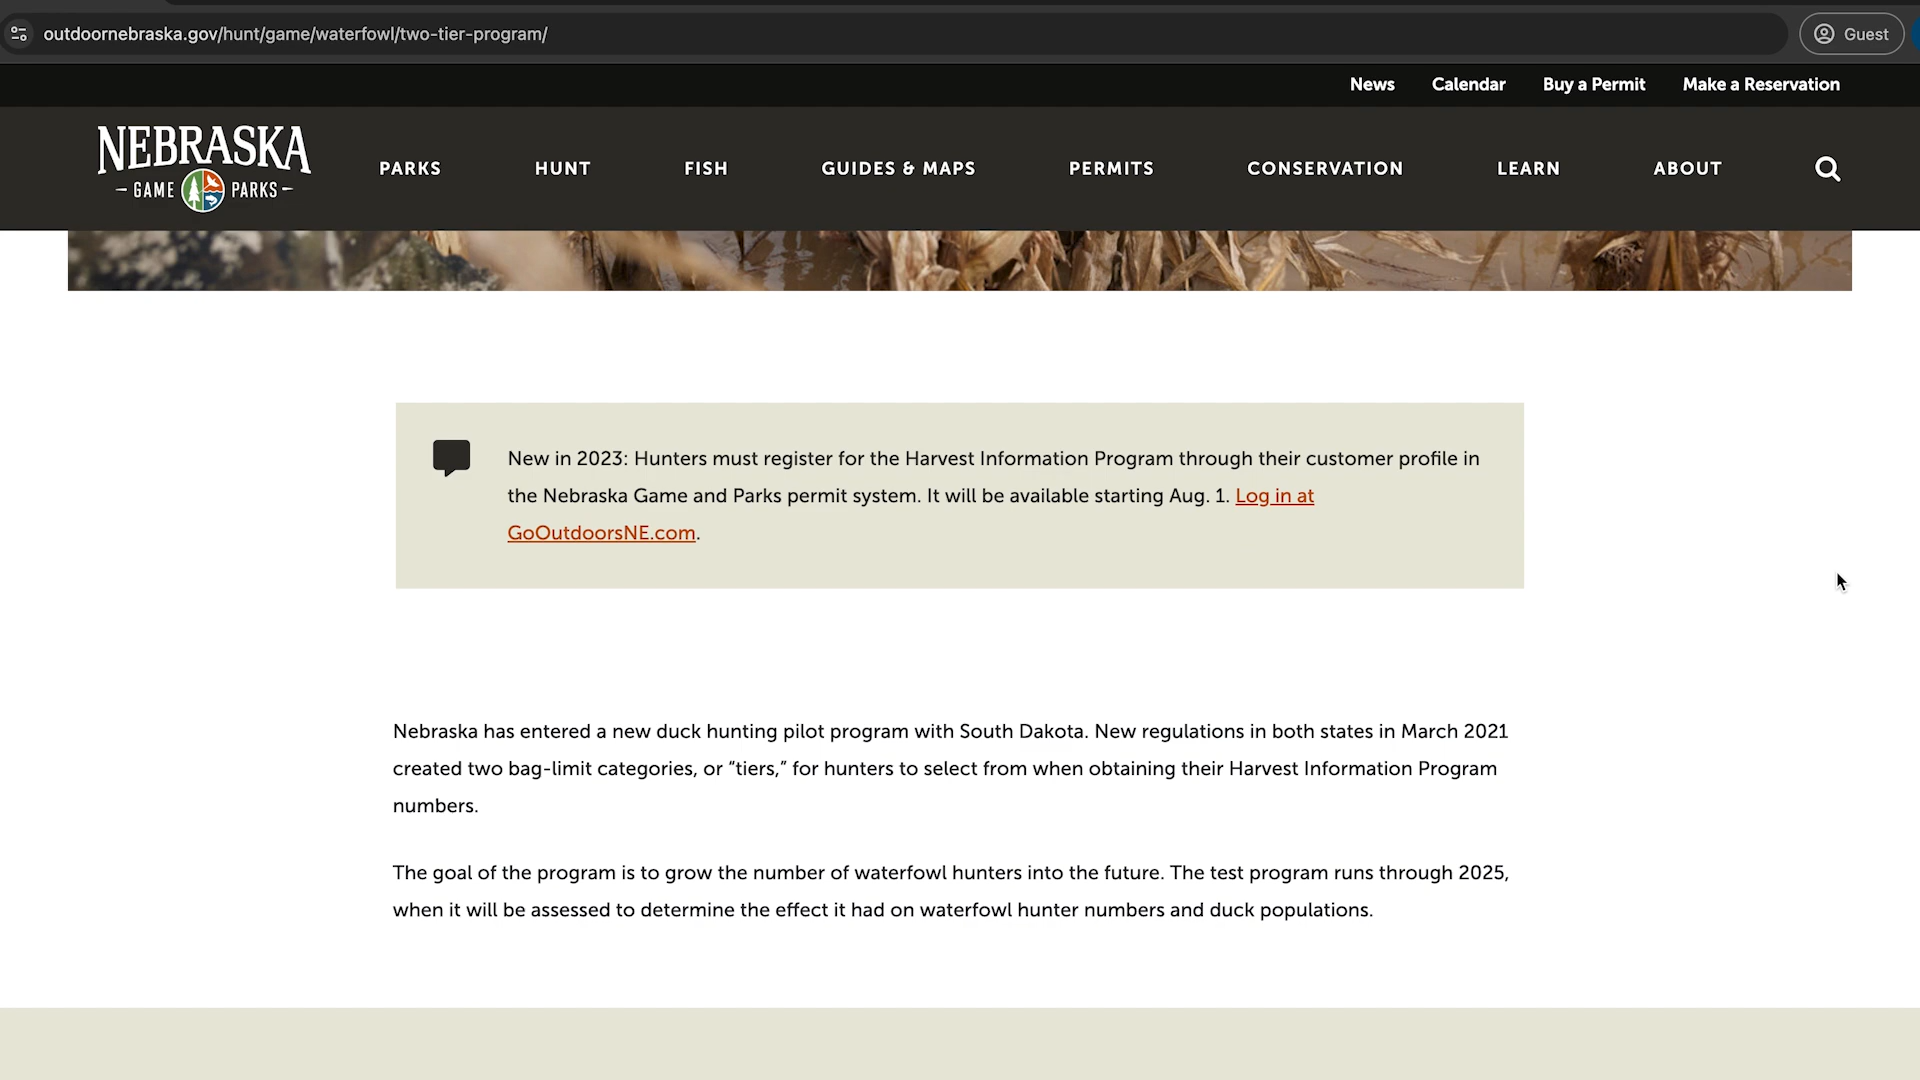 outdoornebraska.gov/hunt/game/waterfowl/two-tier-program/
Guest
News Calendar Buy a Permit Make a Reservation
NEBRASKA
GAME PARKS
PARKS HUNT FISH GUIDES & MAPS PERMITS CONSERVATION LEARN ABOUT
New in 2023: Hunters must register for the Harvest Information Program through their customer profile in
the Nebraska Game and Parks permit system. It will be available starting Aug. 1. Log in at
GoOutdoorsNE.com.
Nebraska has entered a new duck hunting pilot program with South Dakota. New regulations in both states in March 2021
created two bag-limit categories, or “tiers,” for hunters to select from when obtaining their Harvest Information Program
numbers.
The goal of the program is to grow the number of waterfowl hunters into the future. The test program runs through 2025,
when it will be assessed to determine the effect it had on waterfowl hunter numbers and duck populations.